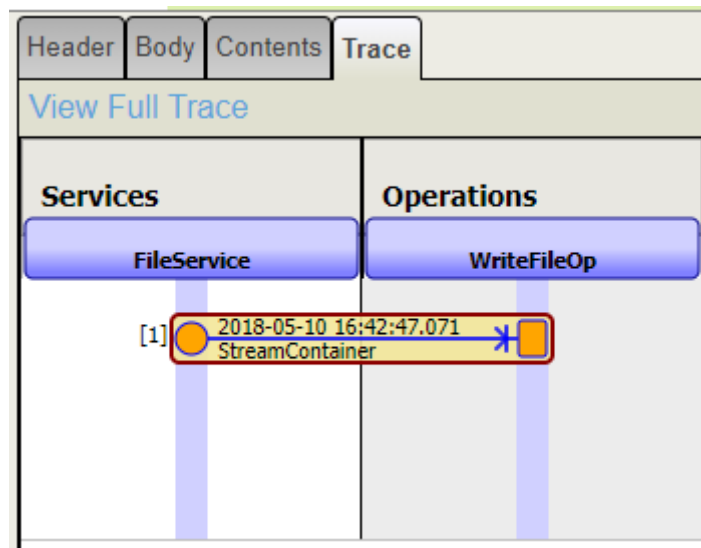 Header Body Contents Trace
View Full Trace
Services Operations
FileService WriteFileOp
[1] 2018-05-10 16:42:47.071
StreamContainer